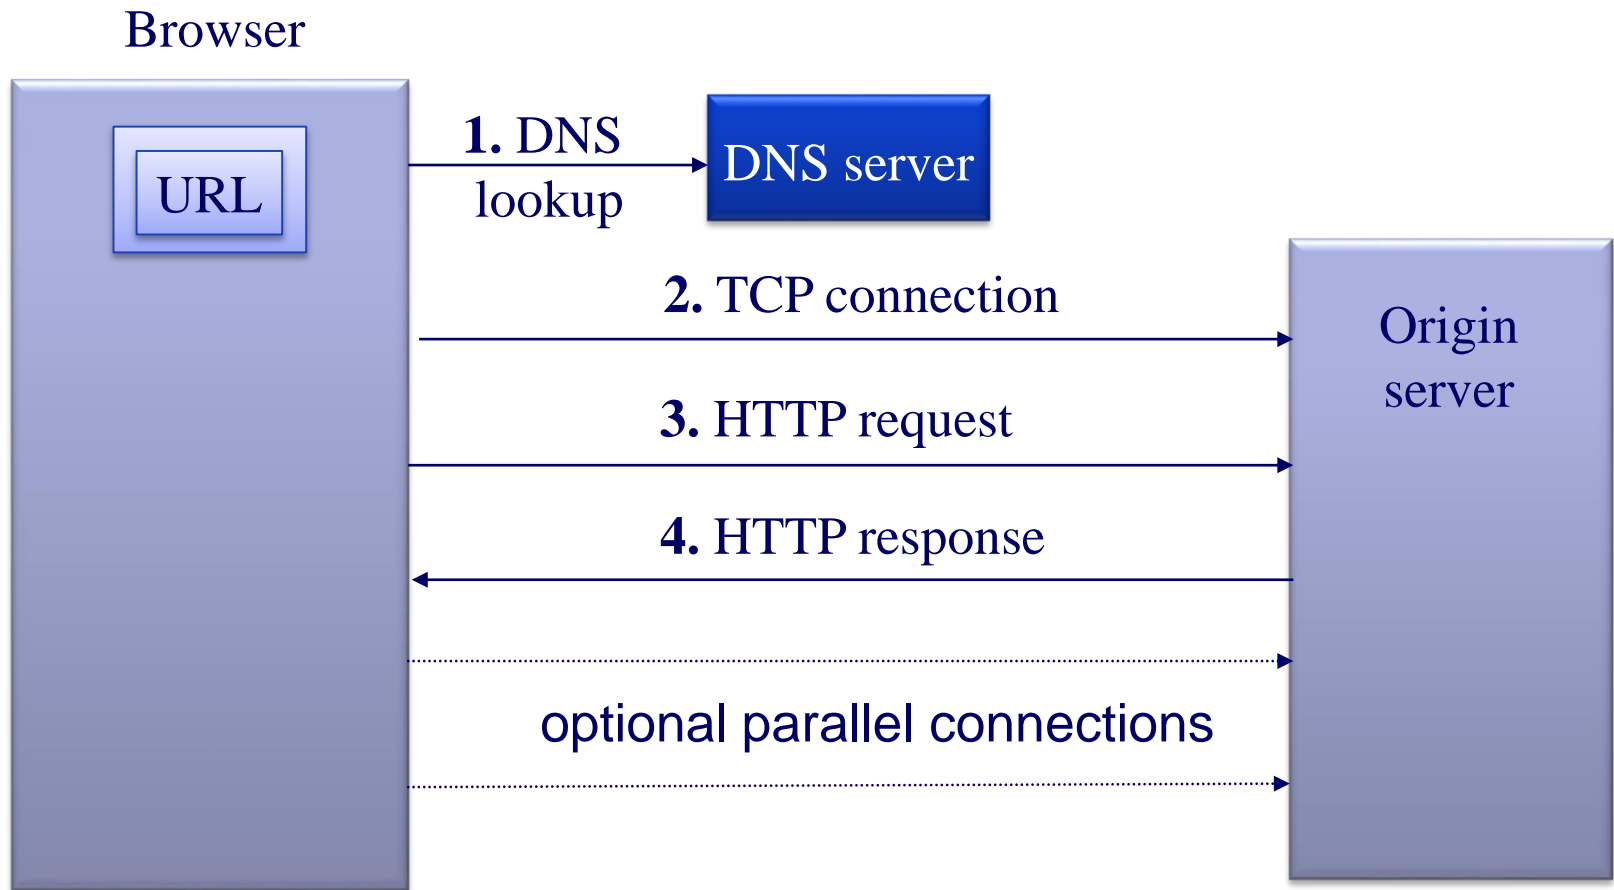 Browser
URL
1. DNS
lookup
DNS server
2. TCP connection
Origin
server
3. HTTP request
4. HTTP response
optional parallel connections